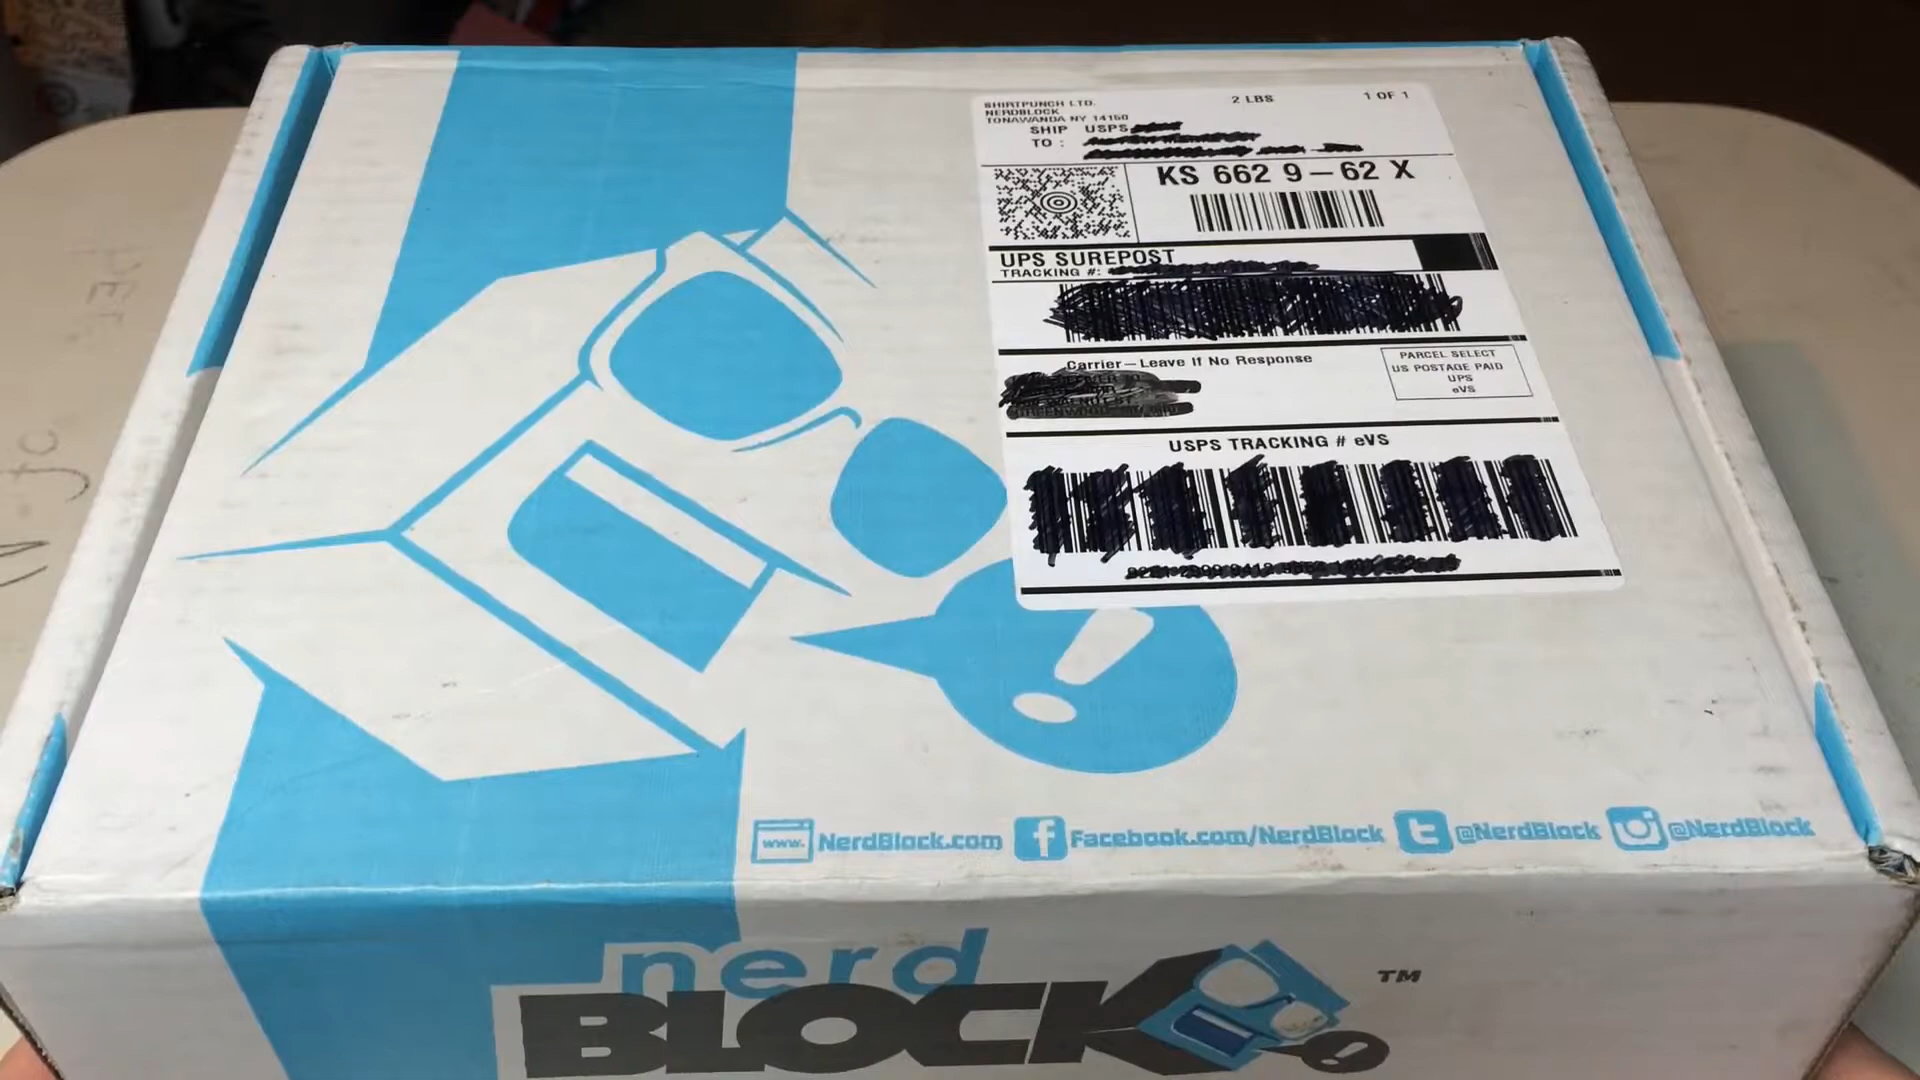 SHIRTPUNCH LTD.
NERDBLOCK
TONAWANDA NY 14150
2 LBS
1 OF 1
SHIP USPS
TO:
KS 662 9-62 X
UPS SUREPOST
TRACKING #:
Carrier-Leave If No Response
PARCEL SELECT
US POSTAGE PAID
UPS
eVS
USPS TRACKING # eVS
www. NerdBlock.com
Facebook.com/NerdBlock
@NerdBlock
@NerdBlock
nerd
BLOCK
TM